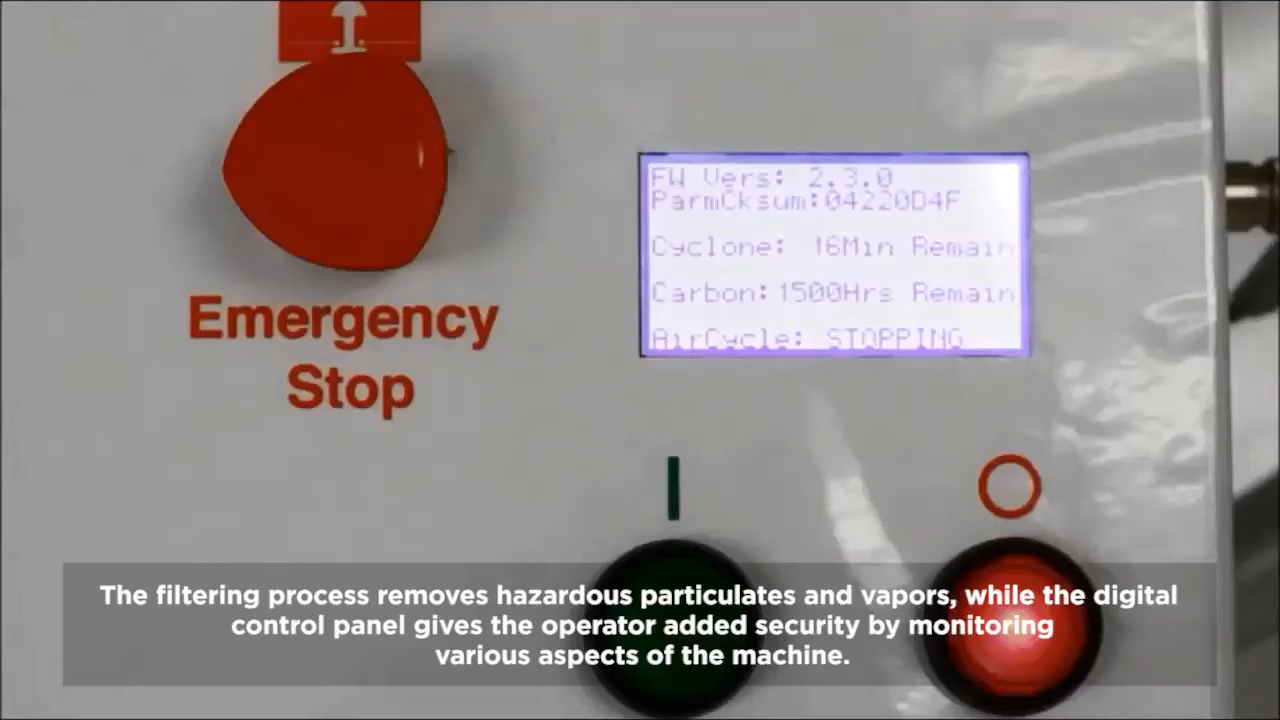 FW Vers: 2.3.0
ParmCksum:04220D4F
Cyclone: 16Min Remain
Carbon:1500Hrs Remain
AirCycle: STOPPING
Emergency
Stop
The filtering process removes hazardous particulates and vapors, while the digital
control panel gives the operator added security by monitoring
various aspects of the machine.